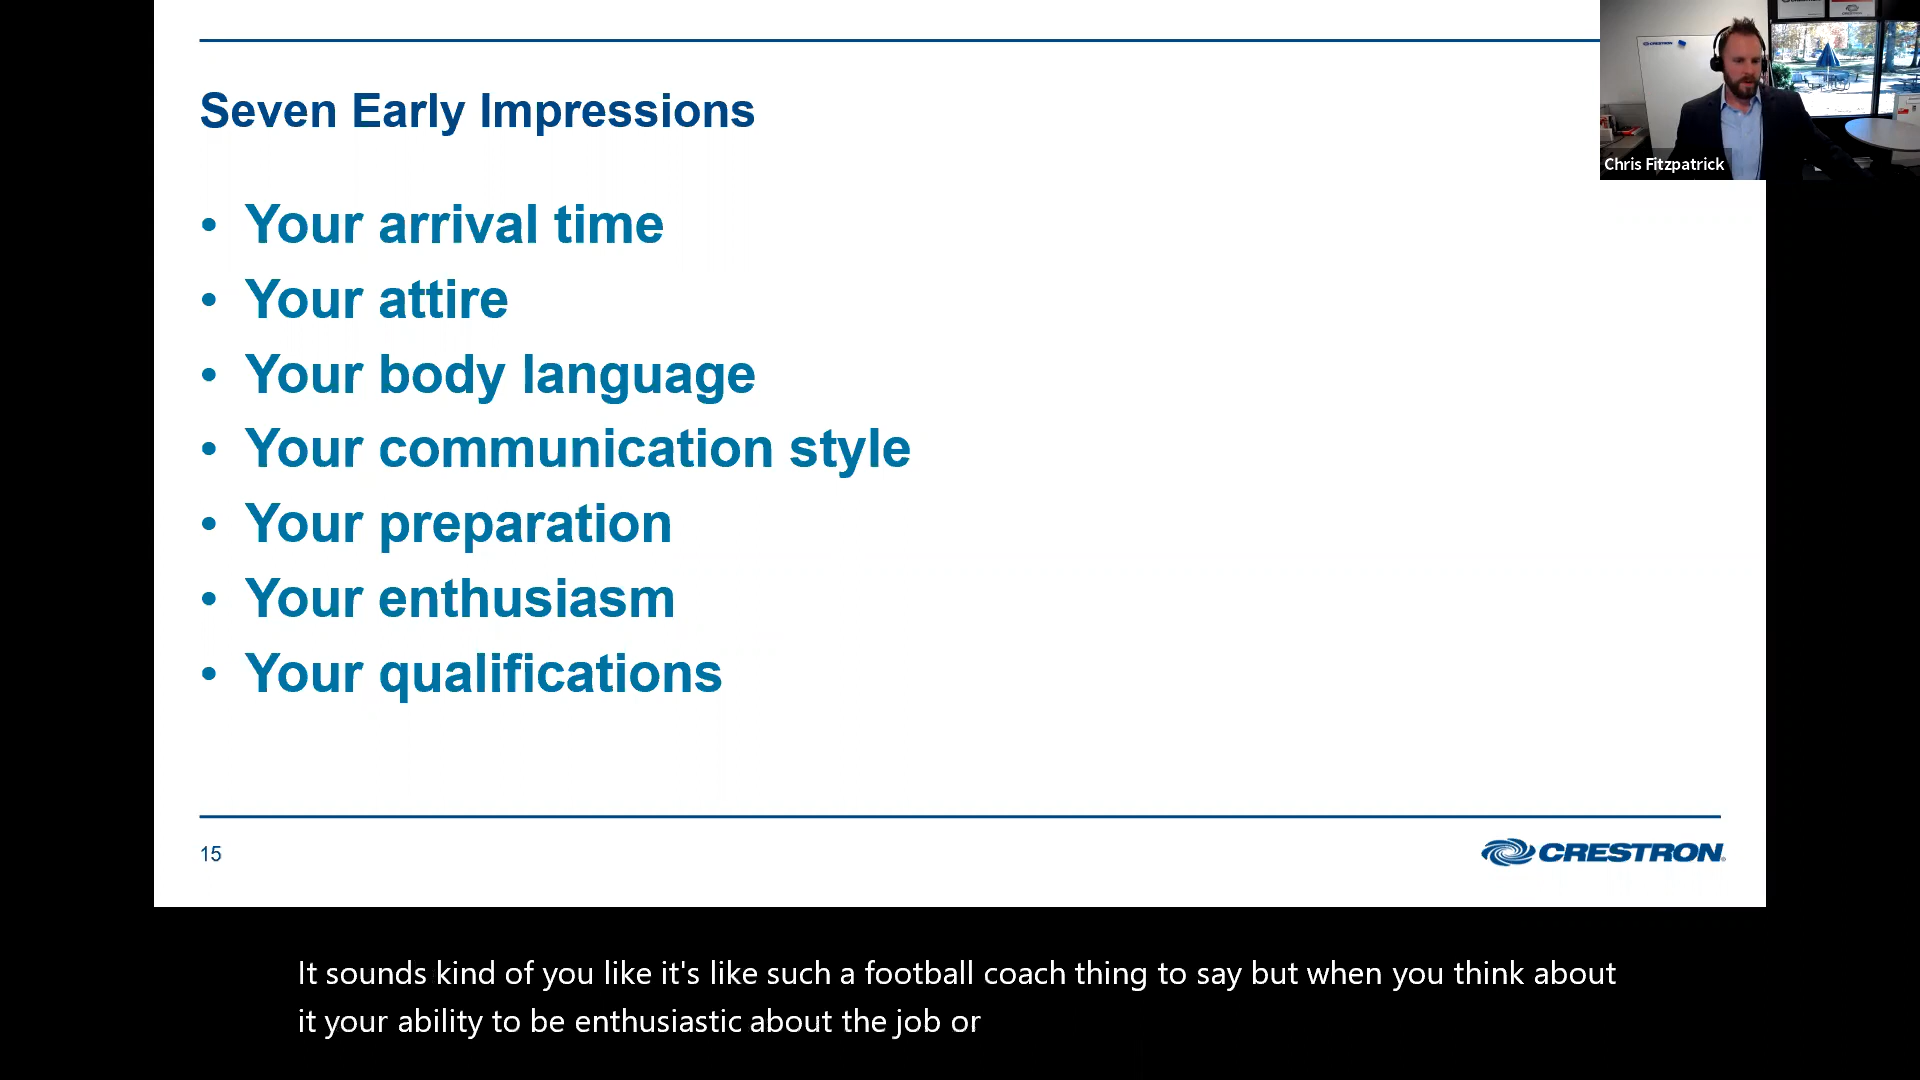 Seven Early Impressions
• Your arrival time
• Your attire
• Your body language
• Your communication style
• Your preparation
• Your enthusiasm
• Your qualifications
15
CRESTRON
CRESTRON
Chris Fitzpatrick
It sounds kind of you like it's like such a football coach thing to say but when you think about
it your ability to be enthusiastic about the job or